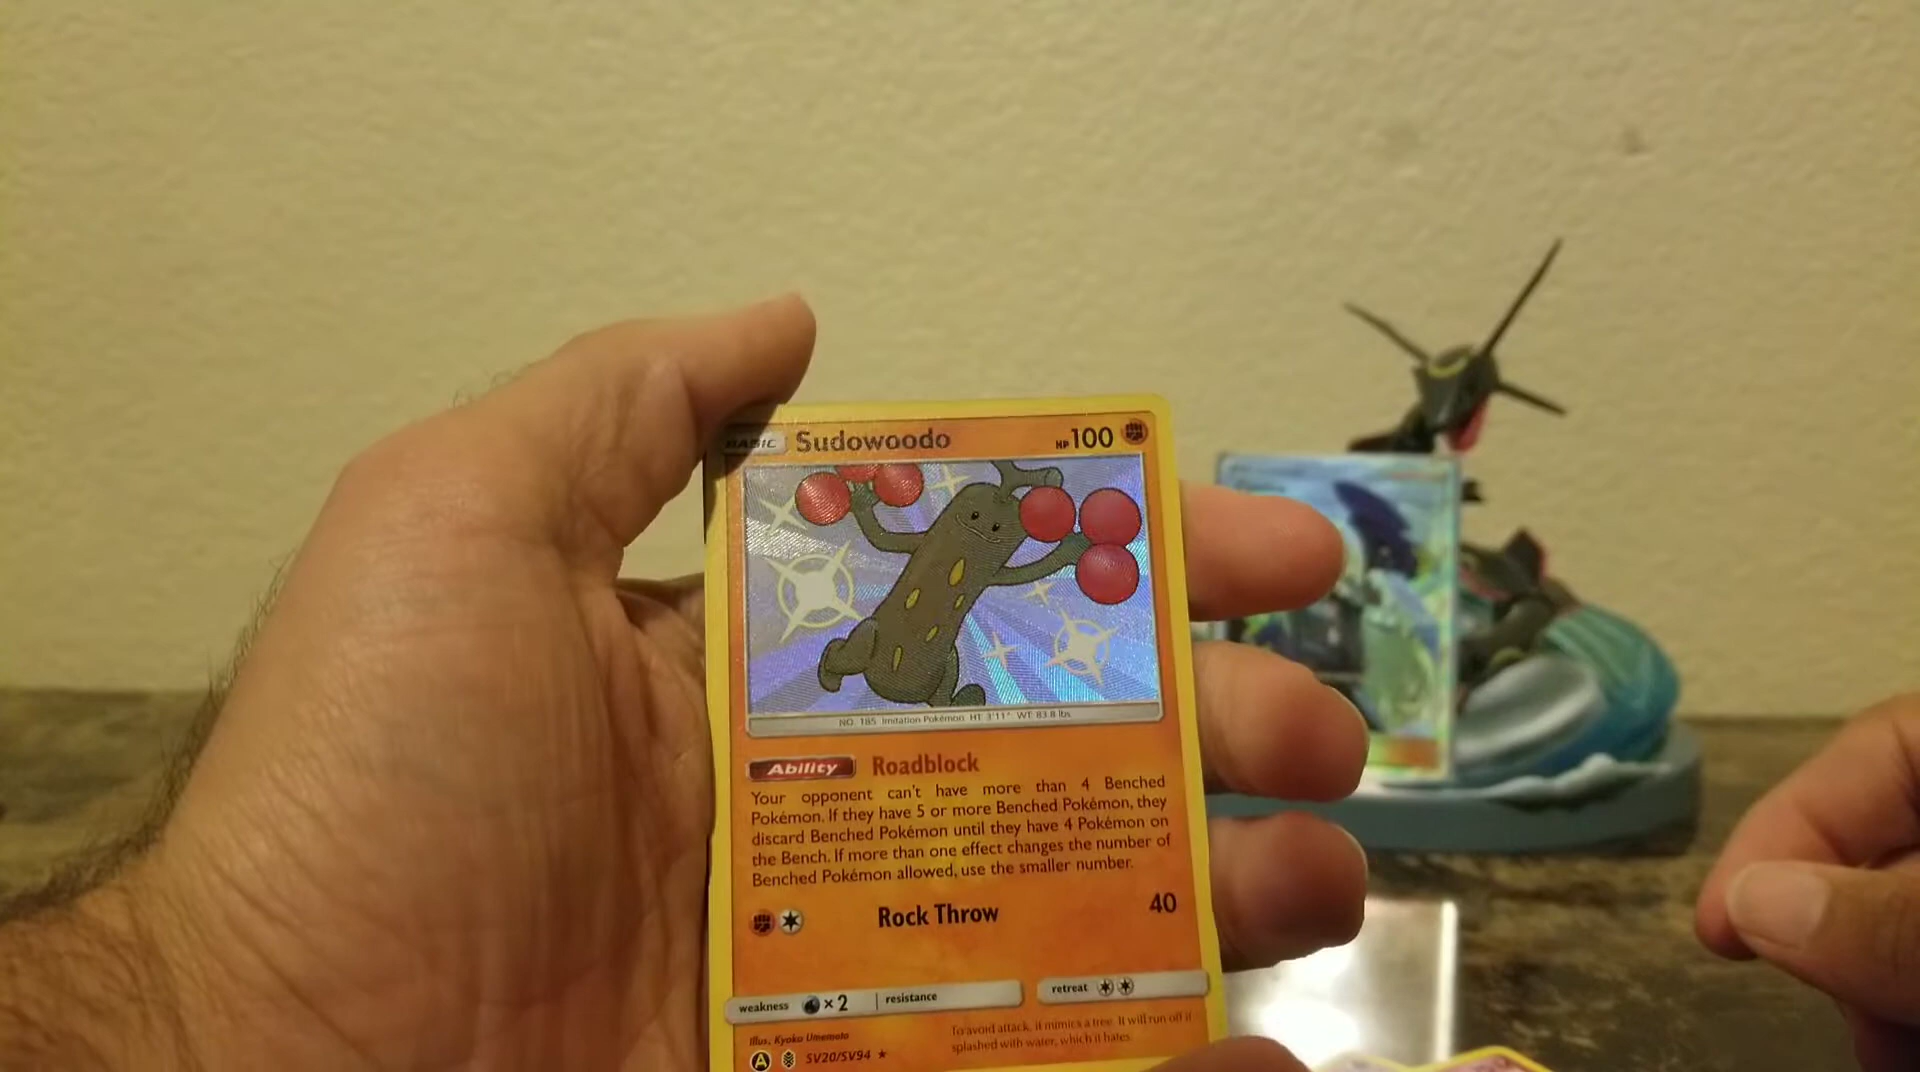 BASIC Sudowoodo HP 100
NO. 185 Imitation Pokémon HT 3'11" WT 83.8 lbs
Ability Roadblock
Your opponent can't have more than 4 Benched
Pokémon. If they have 5 or more Benched Pokémon, they
discard Benched Pokémon until they have 4 Pokémon on
the Bench. If more than one effect changes the number of
Benched Pokémon allowed, use the smaller number.
Rock Throw 40
weakness × 2 resistance retreat
Illus. Kyoko Umemoto
To avoid attack, it mimics a tree. It will run off if
splashed with water, which it hates.
A SV20/SV94 ★